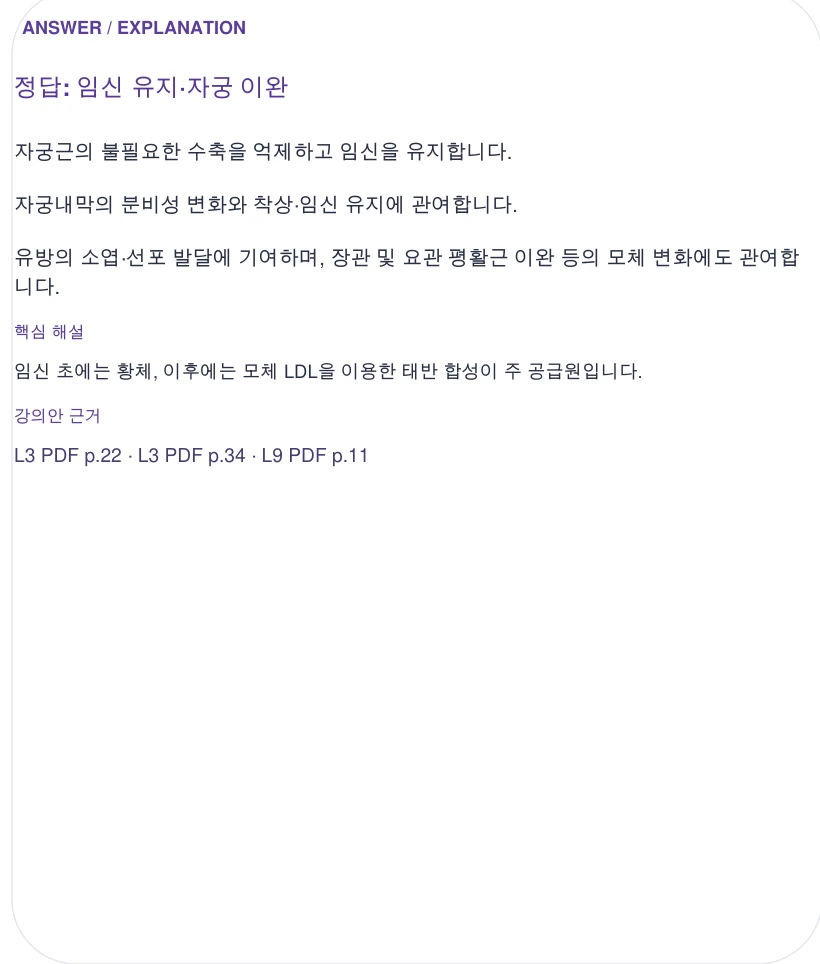 ANSWER / EXPLANATION
정답: 임신 유지·자궁 이완
자궁근의 불필요한 수축을 억제하고 임신을 유지합니다.
자궁내막의 분비성 변화와 착상·임신 유지에 관여합니다.
유방의 소엽·선포 발달에 기여하며, 장관 및 요관 평활근 이완 등의 모체 변화에도 관여합
니다.
핵심 해설
임신 초에는 황체, 이후에는 모체 LDL을 이용한 태반 합성이 주 공급원입니다.
강의안 근거
L3 PDF p.22 · L3 PDF p.34 · L9 PDF p.11